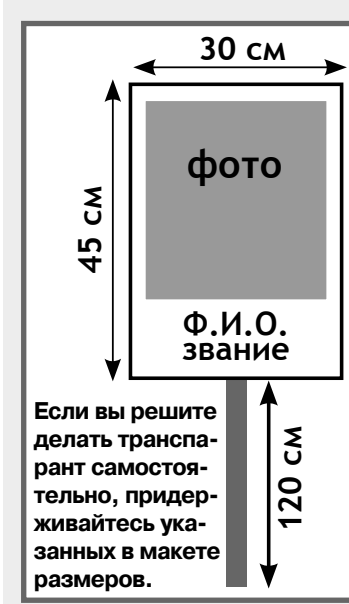 30 см
45 см
фото
Ф.И.О.
звание
Если вы решите
делать транспа-
рант самостоя-
тельно, придер-
живайтесь ука-
занных в макете
размеров.
120 см